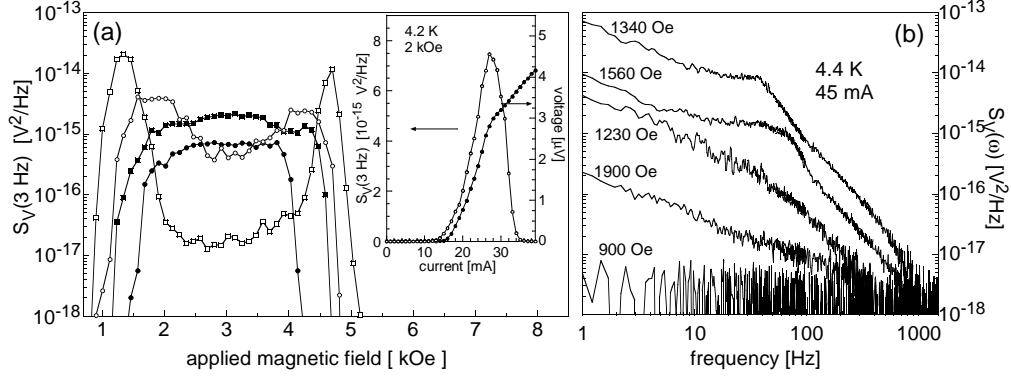 (a)
S_V(3 Hz) [V²/Hz]
10⁻¹³
10⁻¹⁴
10⁻¹⁵
10⁻¹⁶
10⁻¹⁷
10⁻¹⁸
1 2 3 4 5 6 7 8
applied magnetic field [ kOe]
4.2 K
2 kOe
S_V(3 Hz) [10⁻¹⁵ V²/Hz]
8
6
4
2
0
0 10 20 30
current [mA]
5
4
3
2
1
0
voltage [µV]
(b)
1340 Oe
1560 Oe
1230 Oe
1900 Oe
900 Oe
4.4 K
45 mA
1 10 100 1000
frequency [Hz]
10⁻¹³
10⁻¹⁴
10⁻¹⁵
10⁻¹⁶
10⁻¹⁷
10⁻¹⁸
S_V(ω) [V²/Hz]